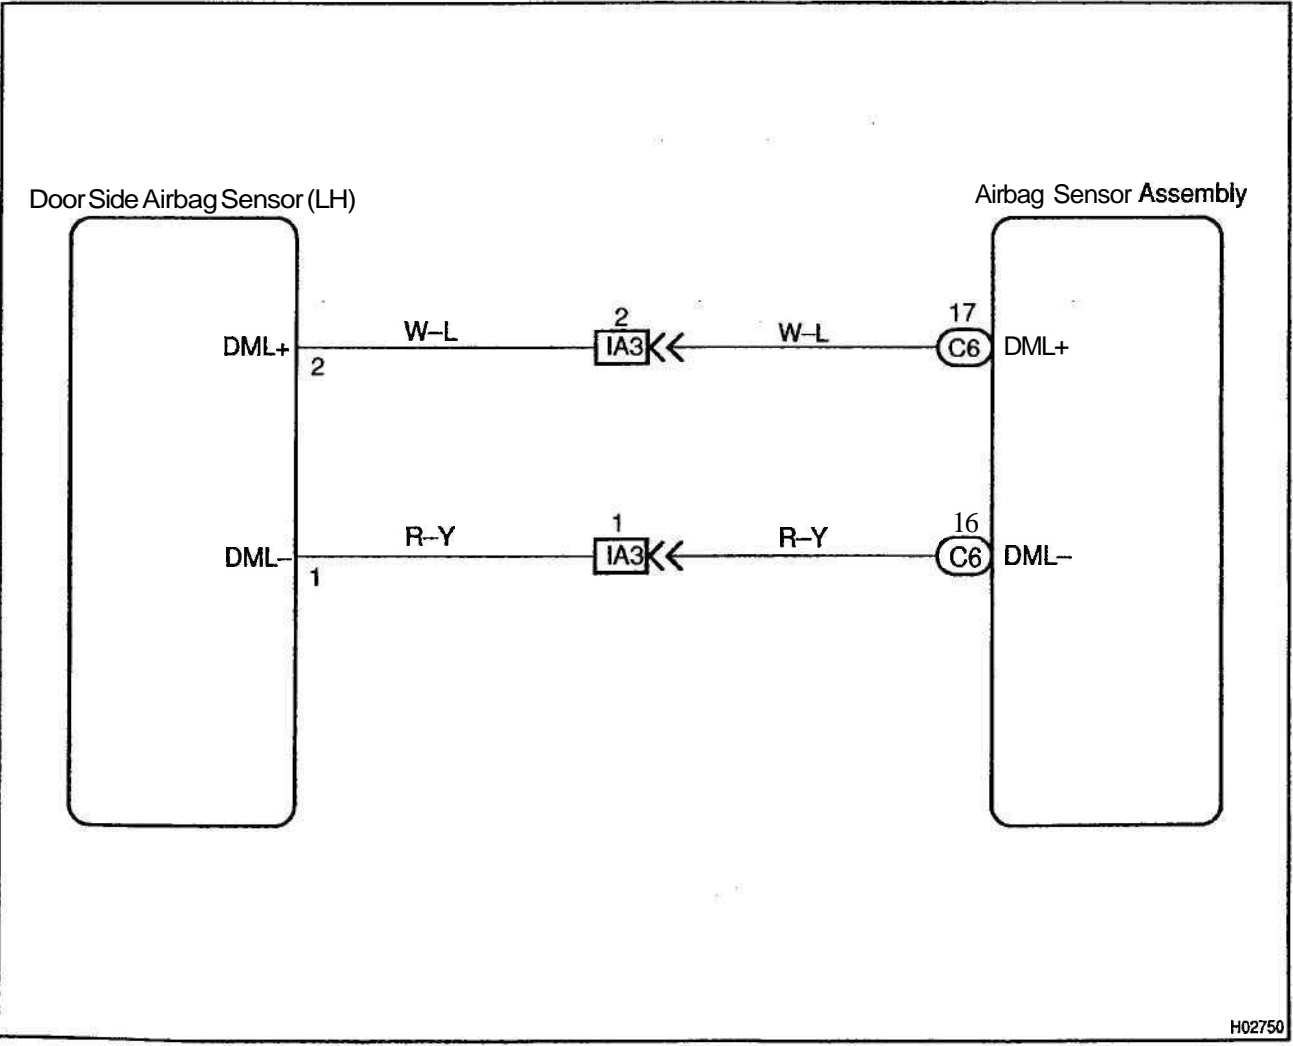 Door Side Airbag Sensor (LH)
Airbag Sensor Assembly
DML+
2
W–L
2
IA3
W–L
17
C6
DML+
DML–
1
R–Y
1
IA3
R–Y
16
C6
DML–
H02750